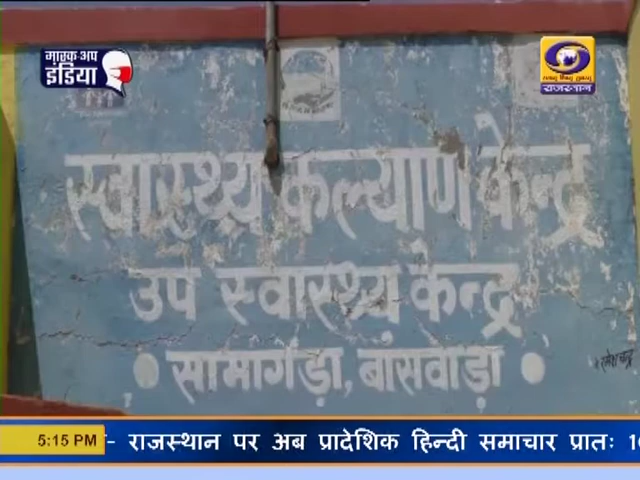 मास्क अप
इंडिया
राजस्थान
स्वास्थ्य कल्याण केन्द्र
उप स्वास्थ्य केन्द्र
सामागड़ा, बांसवाड़ा
5:15 PM - राजस्थान पर अब प्रादेशिक हिन्दी समाचार प्रातः